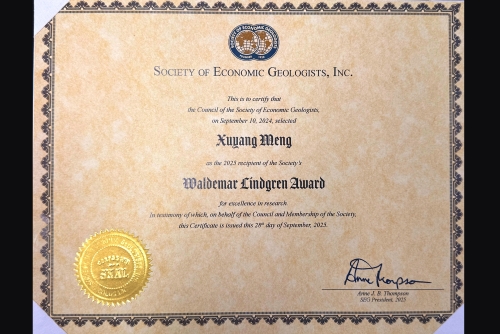 SOCIETY OF ECONOMIC GEOLOGISTS, INC.
This is to certify that
the Council of the Society of Economic Geologists,
on September 10, 2024, selected
Xuyang Meng
as the 2025 recipient of the Society's
Waldemar Lindgren Award
for excellence in research.
In testimony of which, on behalf of the Council and Membership of the Society,
this Certificate is issued this 28th day of September, 2025.
Anne J. B. Thompson
SEG President, 2025
SEAL